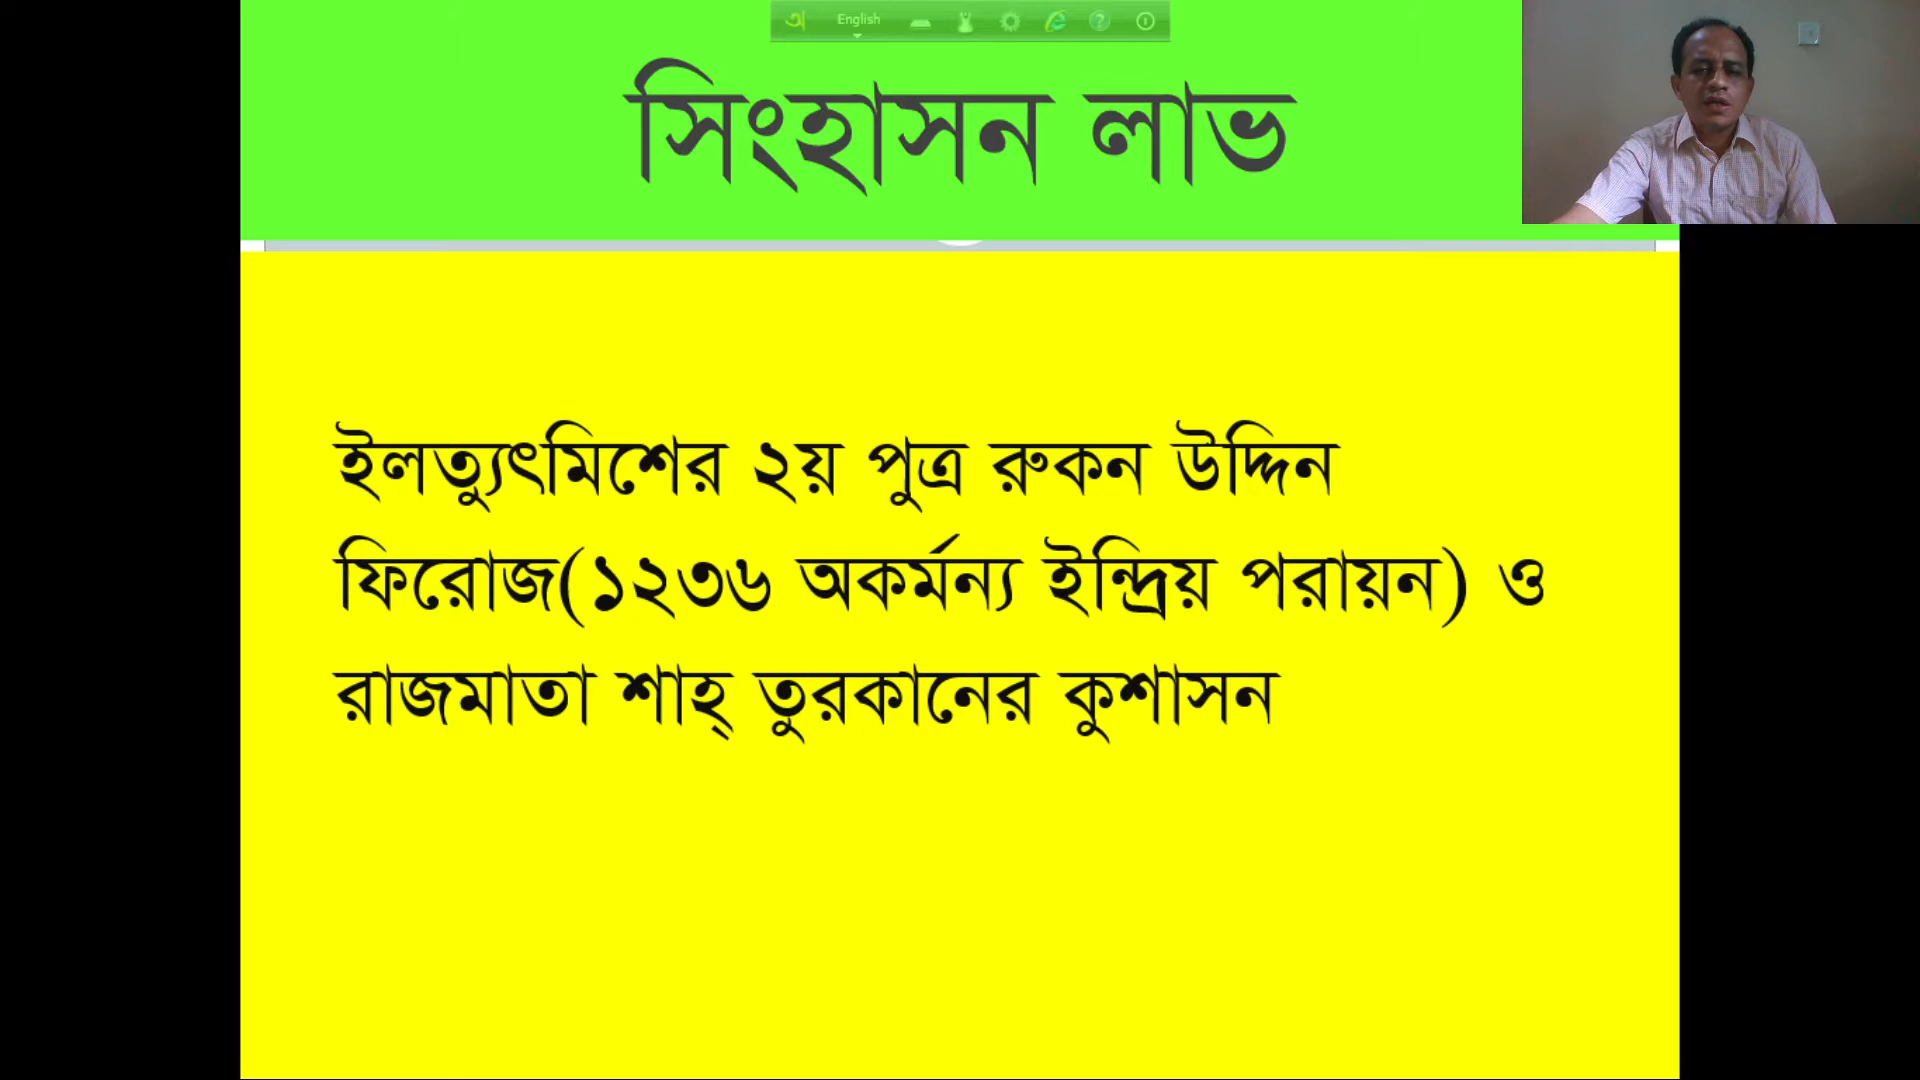 অ English
সিংহাসন লাভ
ইলত্যুৎমিশের ২য় পুত্র রুকন উদ্দিন
ফিরোজ(১২৩৬ অকর্মন্য ইন্দ্রিয় পরায়ন) ও
রাজমাতা শাহ্ তুরকানের কুশাসন